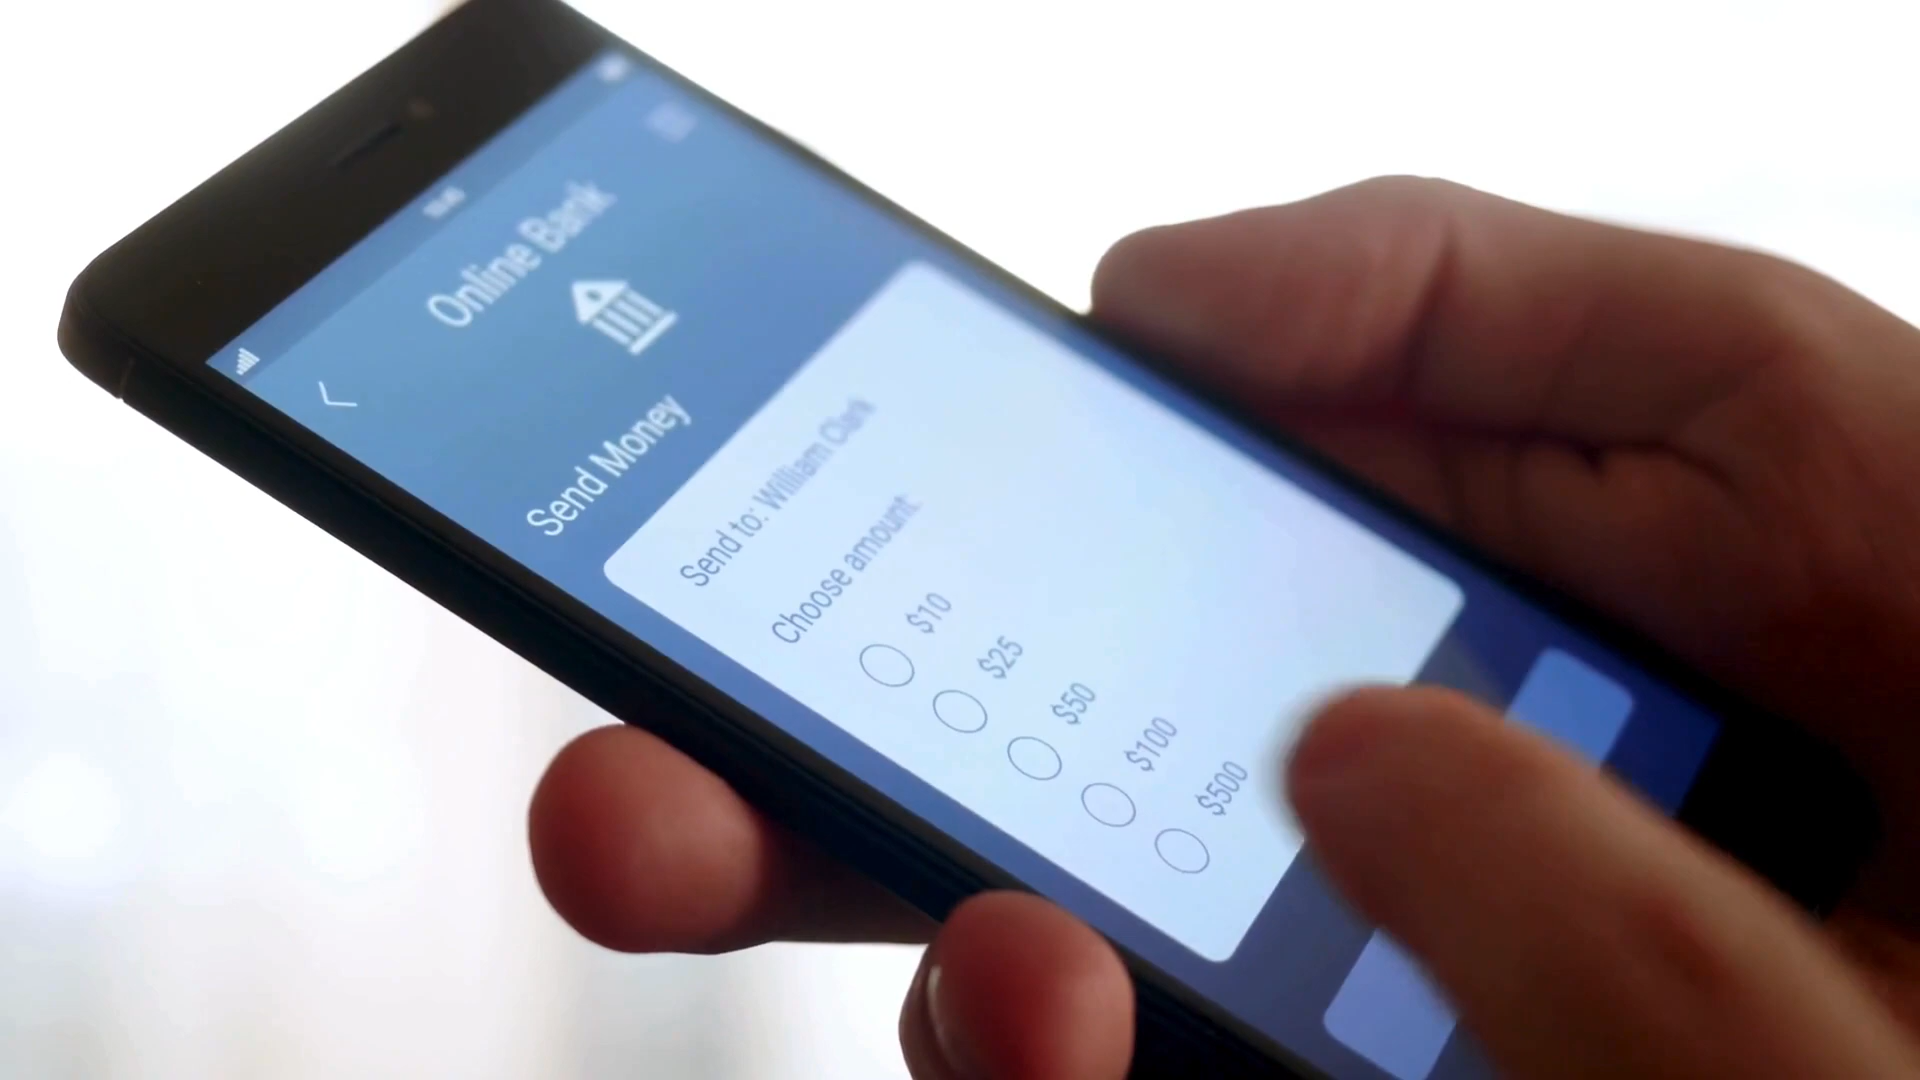 Online Bank
Send Money
Send to: William Clark
Choose amount:
$10
$25
$50
$100
$500